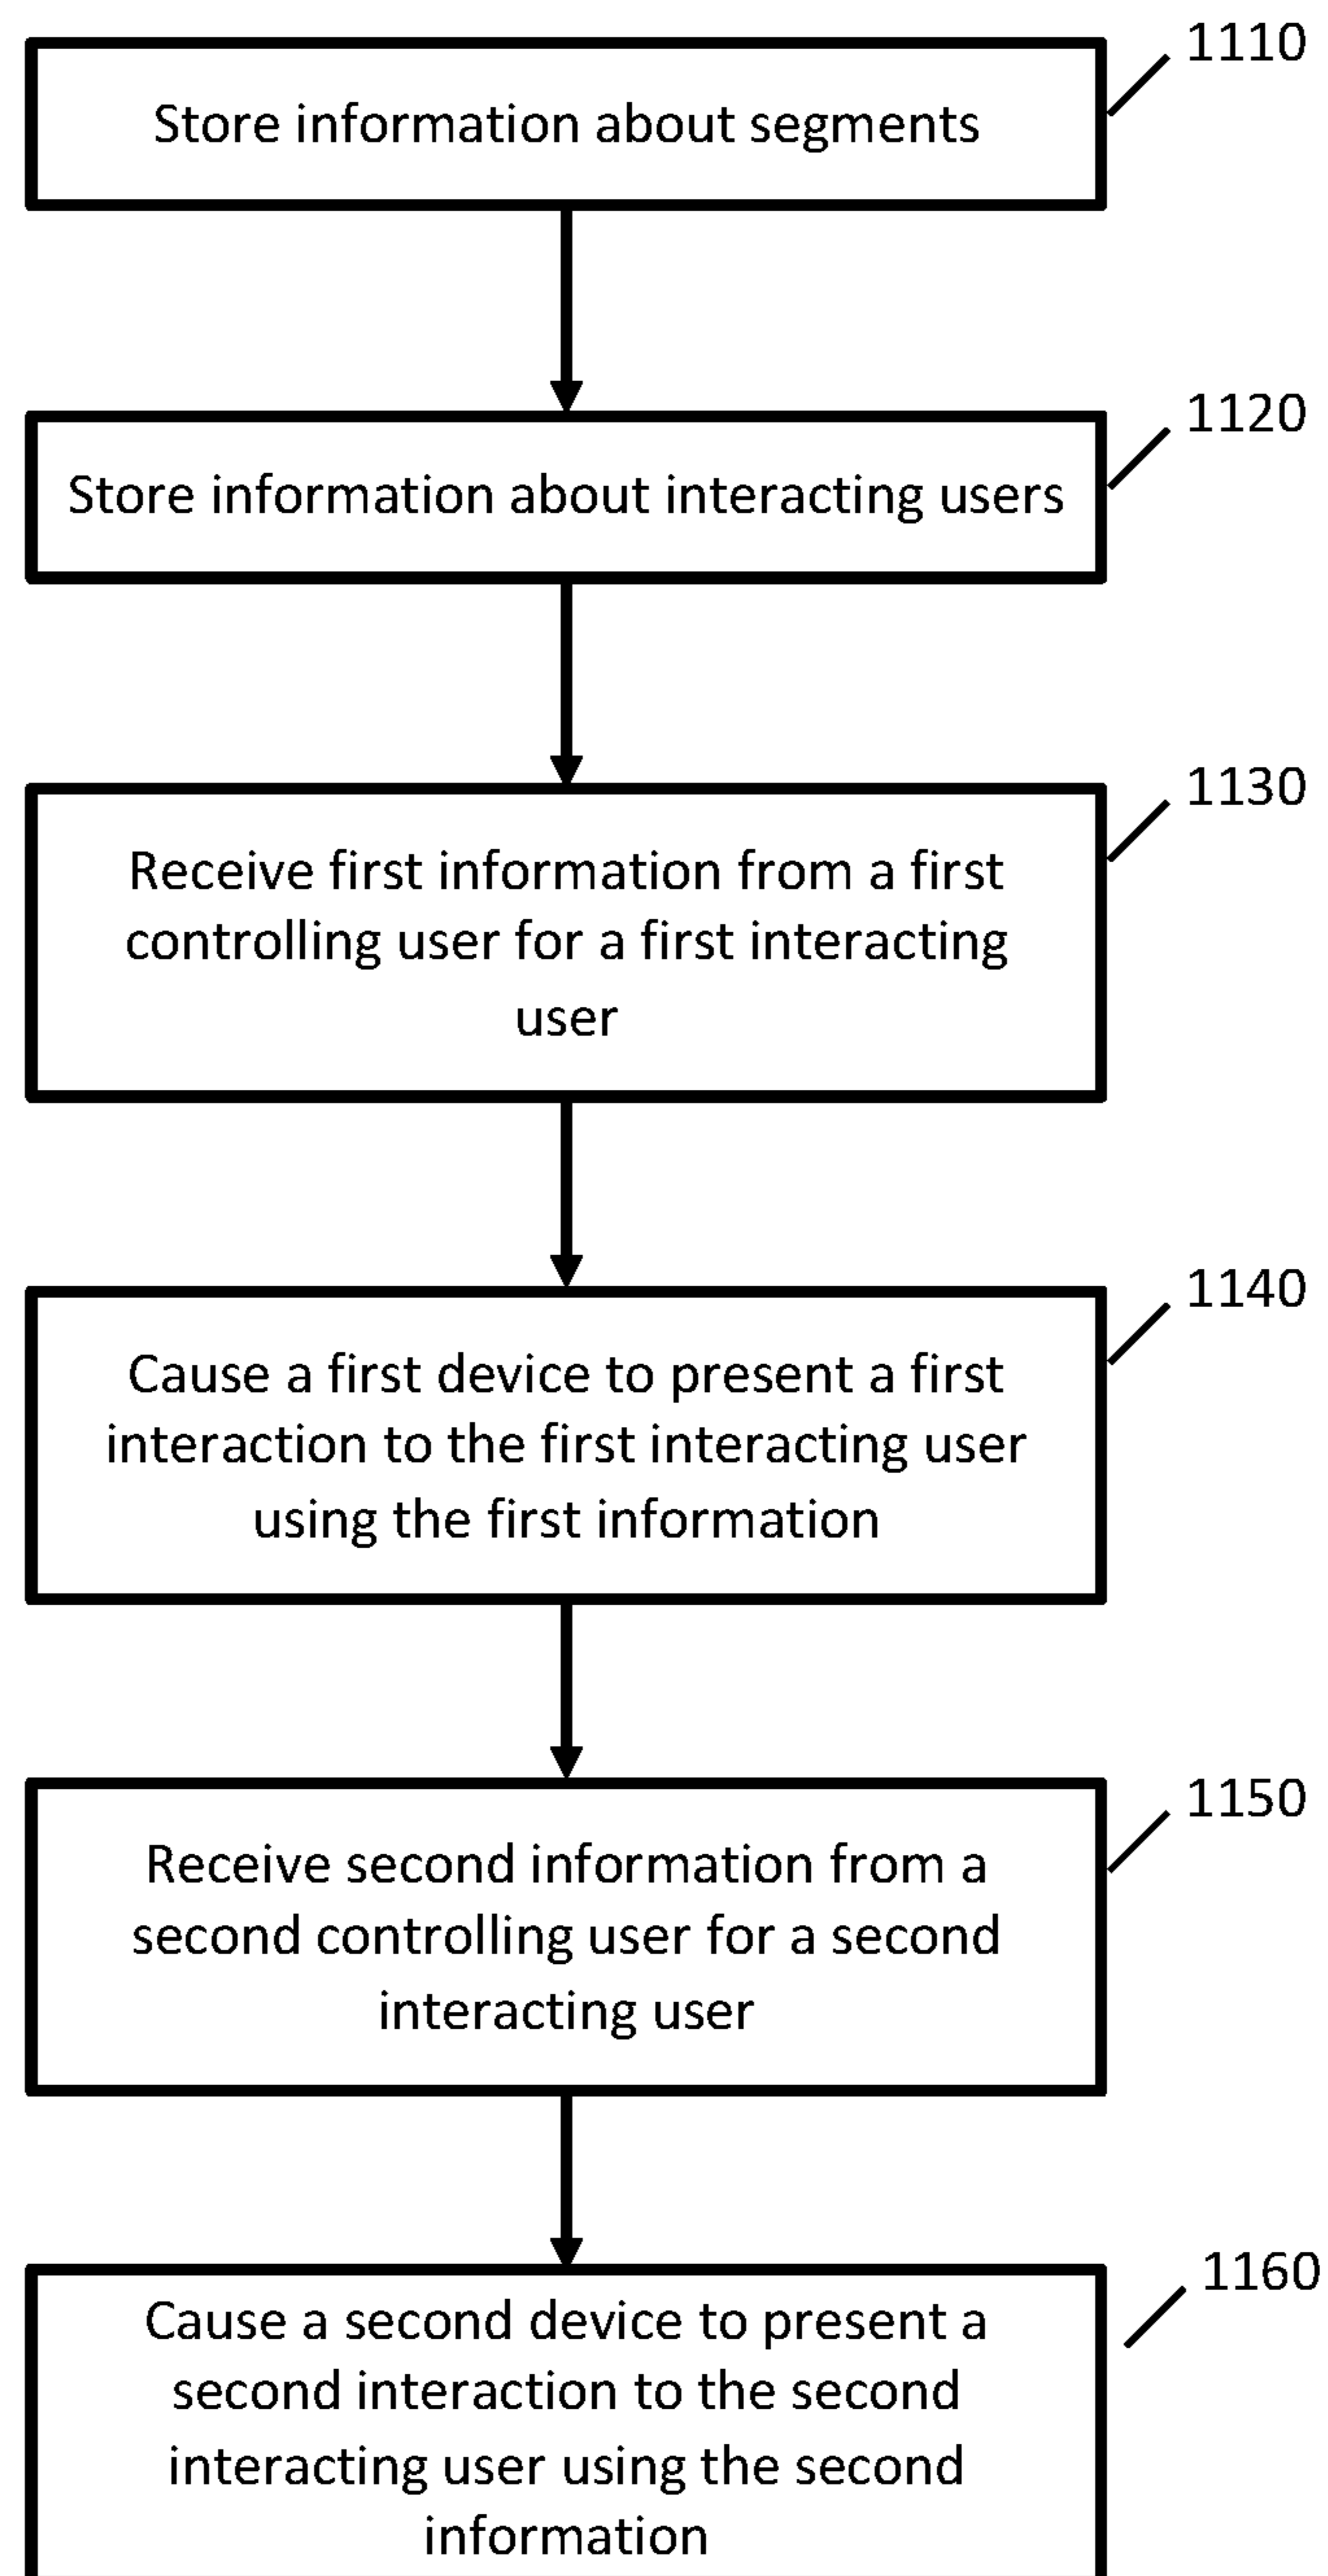 1110
Store information about segments
1120
Store information about interacting users
1130
Receive first information from a first
controlling user for a first interacting
user
1140
Cause a first device to present a first
interaction to the first interacting user
using the first information
1150
Receive second information from a
second controlling user for a second
interacting user
1160
Cause a second device to present a
second interaction to the second
interacting user using the second
information